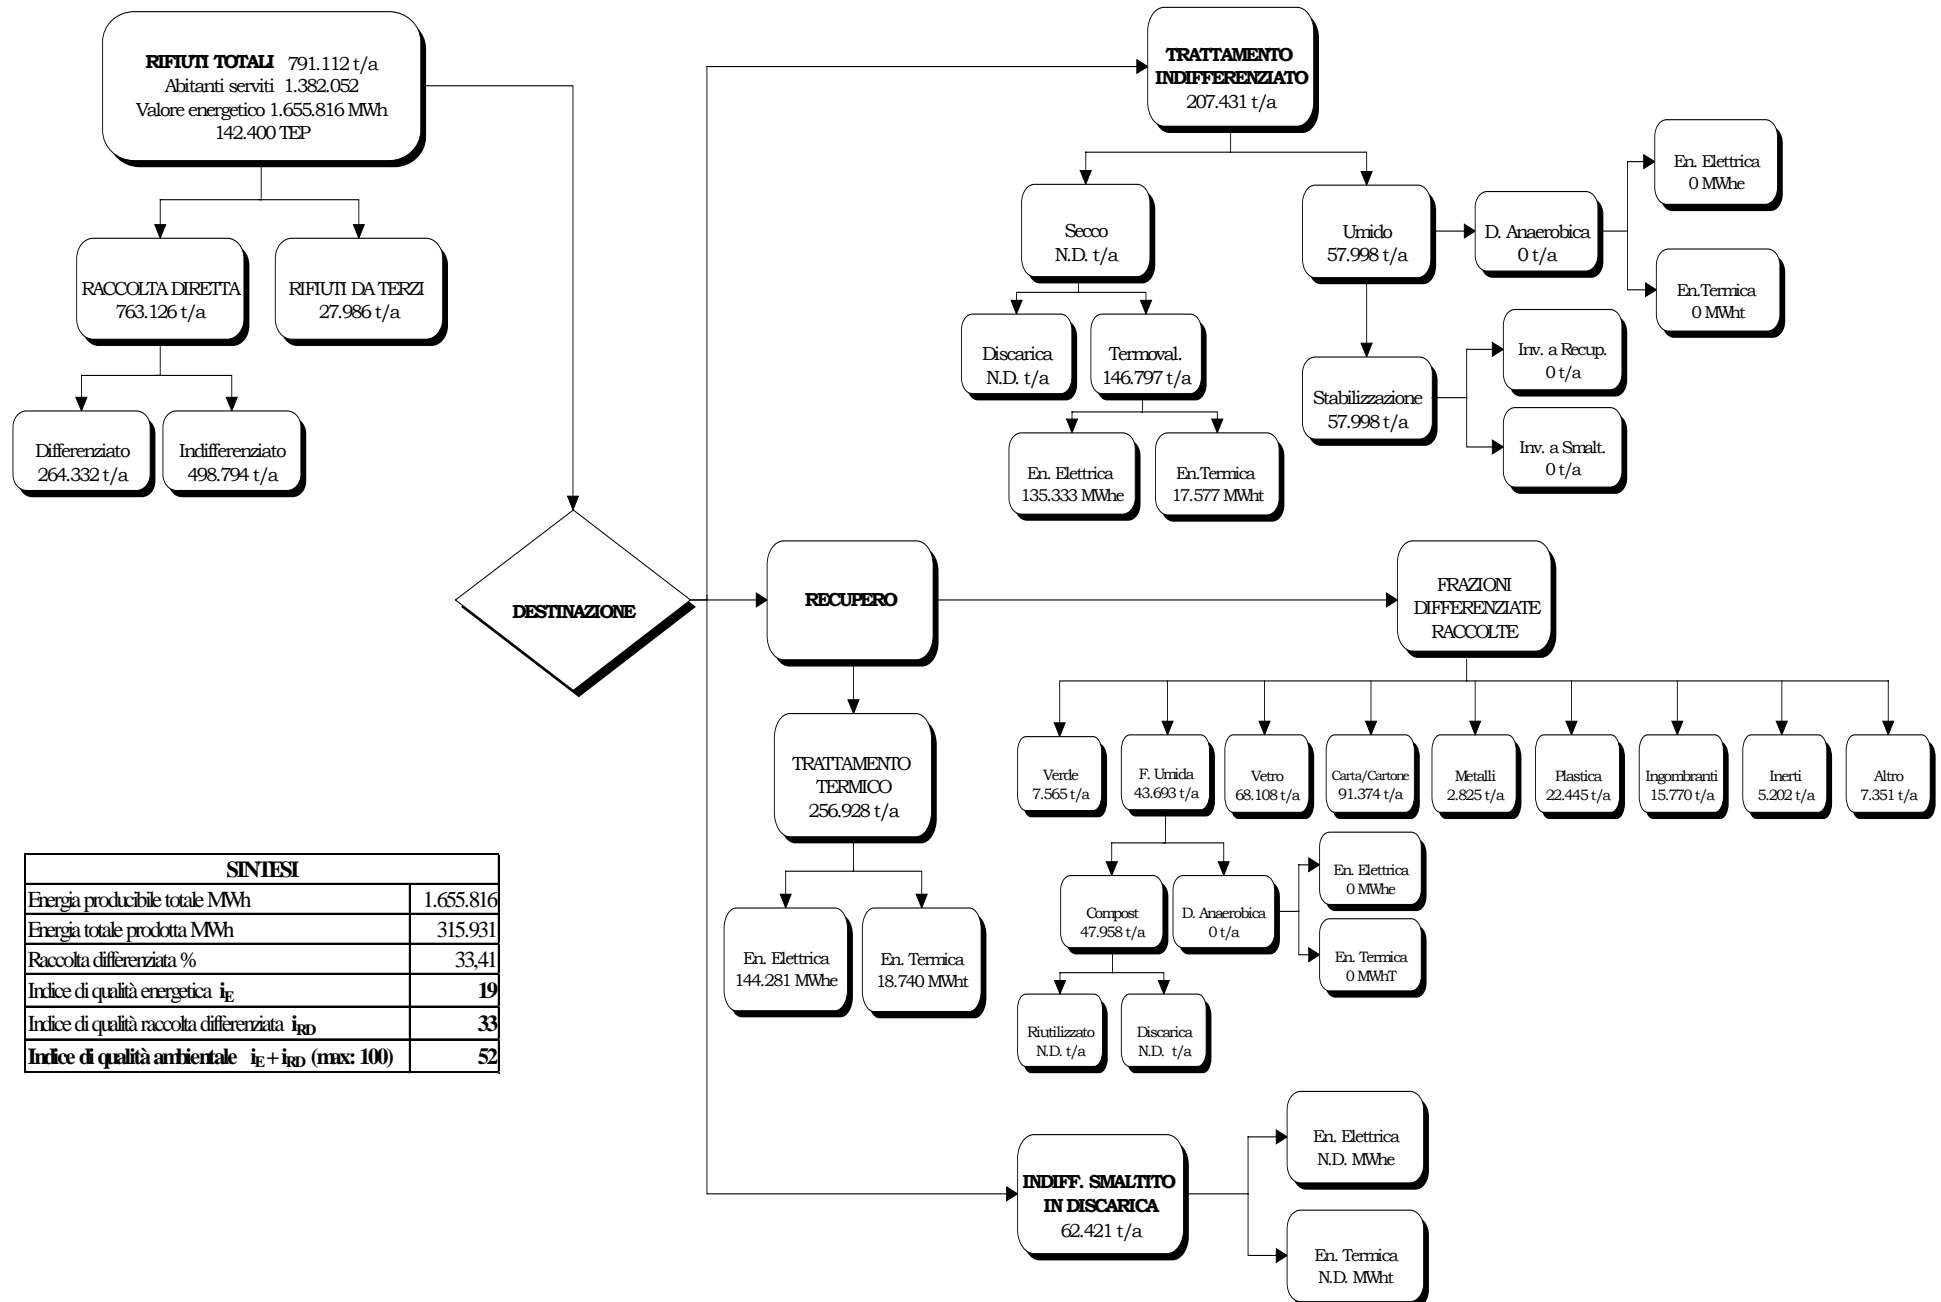 RIFIUTI TOTALI 791.112 t/a
Abitanti serviti 1.382.052
Valore energetico 1.655.816 MWh
142.400 TEP
RACCOLTA DIRETTA
763.126 t/a
RIFIUTI DA TERZI
27.986 t/a
Differenziato
264.332 t/a
Indifferenziato
498.794 t/a
DESTINAZIONE
TRATTAMENTO
INDIFFERENZIATO
207.431 t/a
Secco
N.D. t/a
Umido
57.998 t/a
D. Anaerobica
0 t/a
En. Elettrica
0 MWhe
En.Termica
0 MWht
Discarica
N.D. t/a
Termoval.
146.797 t/a
Stabilizzazione
57.998 t/a
Inv. a Recup.
0 t/a
Inv. a Smalt.
0 t/a
En. Elettrica
135.333 MWhe
En.Termica
17.577 MWht
RECUPERO
FRAZIONI
DIFFERENZIATE
RACCOLTE
TRATTAMENTO
TERMICO
256.928 t/a
En. Elettrica
144.281 MWhe
En. Termica
18.740 MWht
Verde
7.565 t/a
F. Umida
43.693 t/a
Vetro
68.108 t/a
Carta/Cartone
91.374 t/a
Metalli
2.825 t/a
Plastica
22.445 t/a
Ingombranti
15.770 t/a
Inerti
5.202 t/a
Altro
7.351 t/a
Compost
47.958 t/a
D. Anaerobica
0 t/a
En. Elettrica
0 MWhe
En. Termica
0 MWhT
Riutilizzato
N.D. t/a
Discarica
N.D. t/a
INDIFF. SMALTITO
IN DISCARICA
62.421 t/a
En. Elettrica
N.D. MWhe
En. Termica
N.D. MWht
SINTESI
Energia producibile totale MWh 1.655.816
Energia totale prodotta MWh 315.931
Raccolta differenziata % 33,41
Indice di qualità energetica iE 19
Indice di qualità raccolta differenziata iRD 33
Indice di qualità ambientale iE + iRD (max: 100) 52